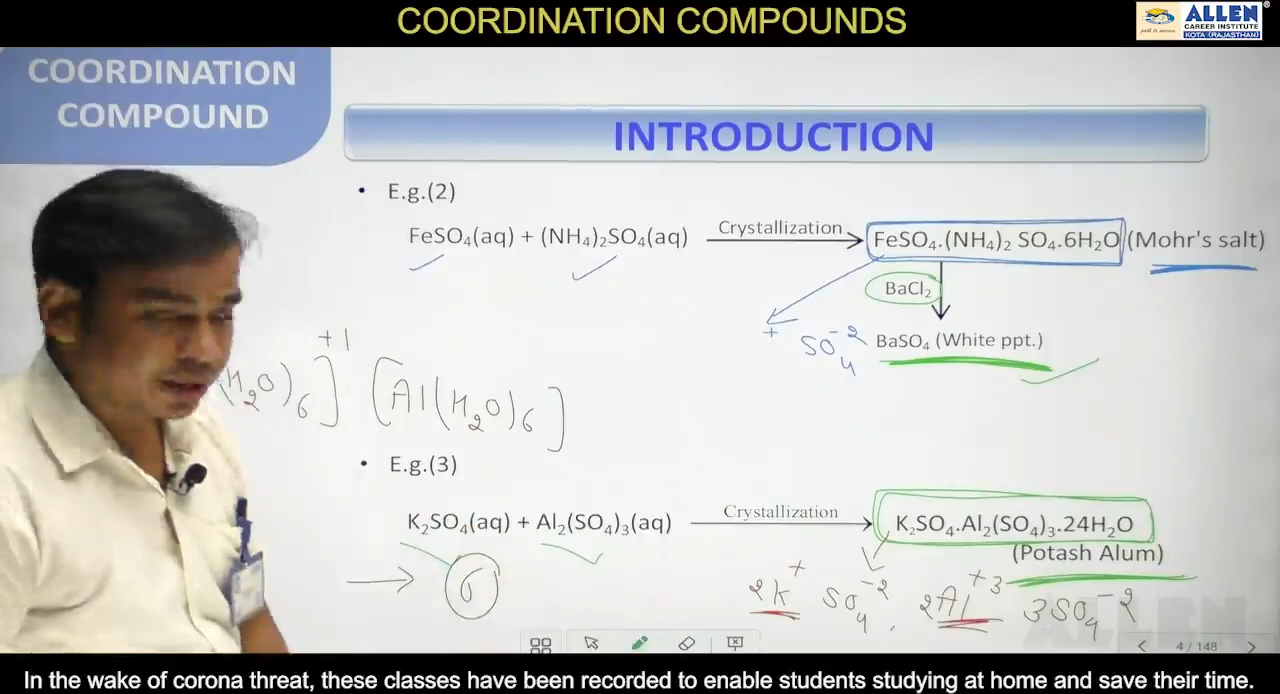 COORDINATION COMPOUNDS
ALLEN®
CAREER INSTITUTE
KOTA (RAJASTHAN)
COORDINATION
COMPOUND
INTRODUCTION
• E.g.(2)
FeSO₄(aq) + (NH₄)₂SO₄(aq) Crystallization FeSO₄.(NH₄)₂ SO₄.6H₂O (Mohr's salt)
BaCl₂
+ SO₄⁻² BaSO₄ (White ppt.)
H₂O)₆]⁺¹ [Al(H₂O)₆]
• E.g.(3)
K₂SO₄(aq) + Al₂(SO₄)₃(aq) Crystallization K₂SO₄.Al₂(SO₄)₃.24H₂O
(Potash Alum)
6 2K⁺ SO₄⁻², 2Al⁺³ 3SO₄⁻²
ALLEN
4 / 148
In the wake of corona threat, these classes have been recorded to enable students studying at home and save their time.